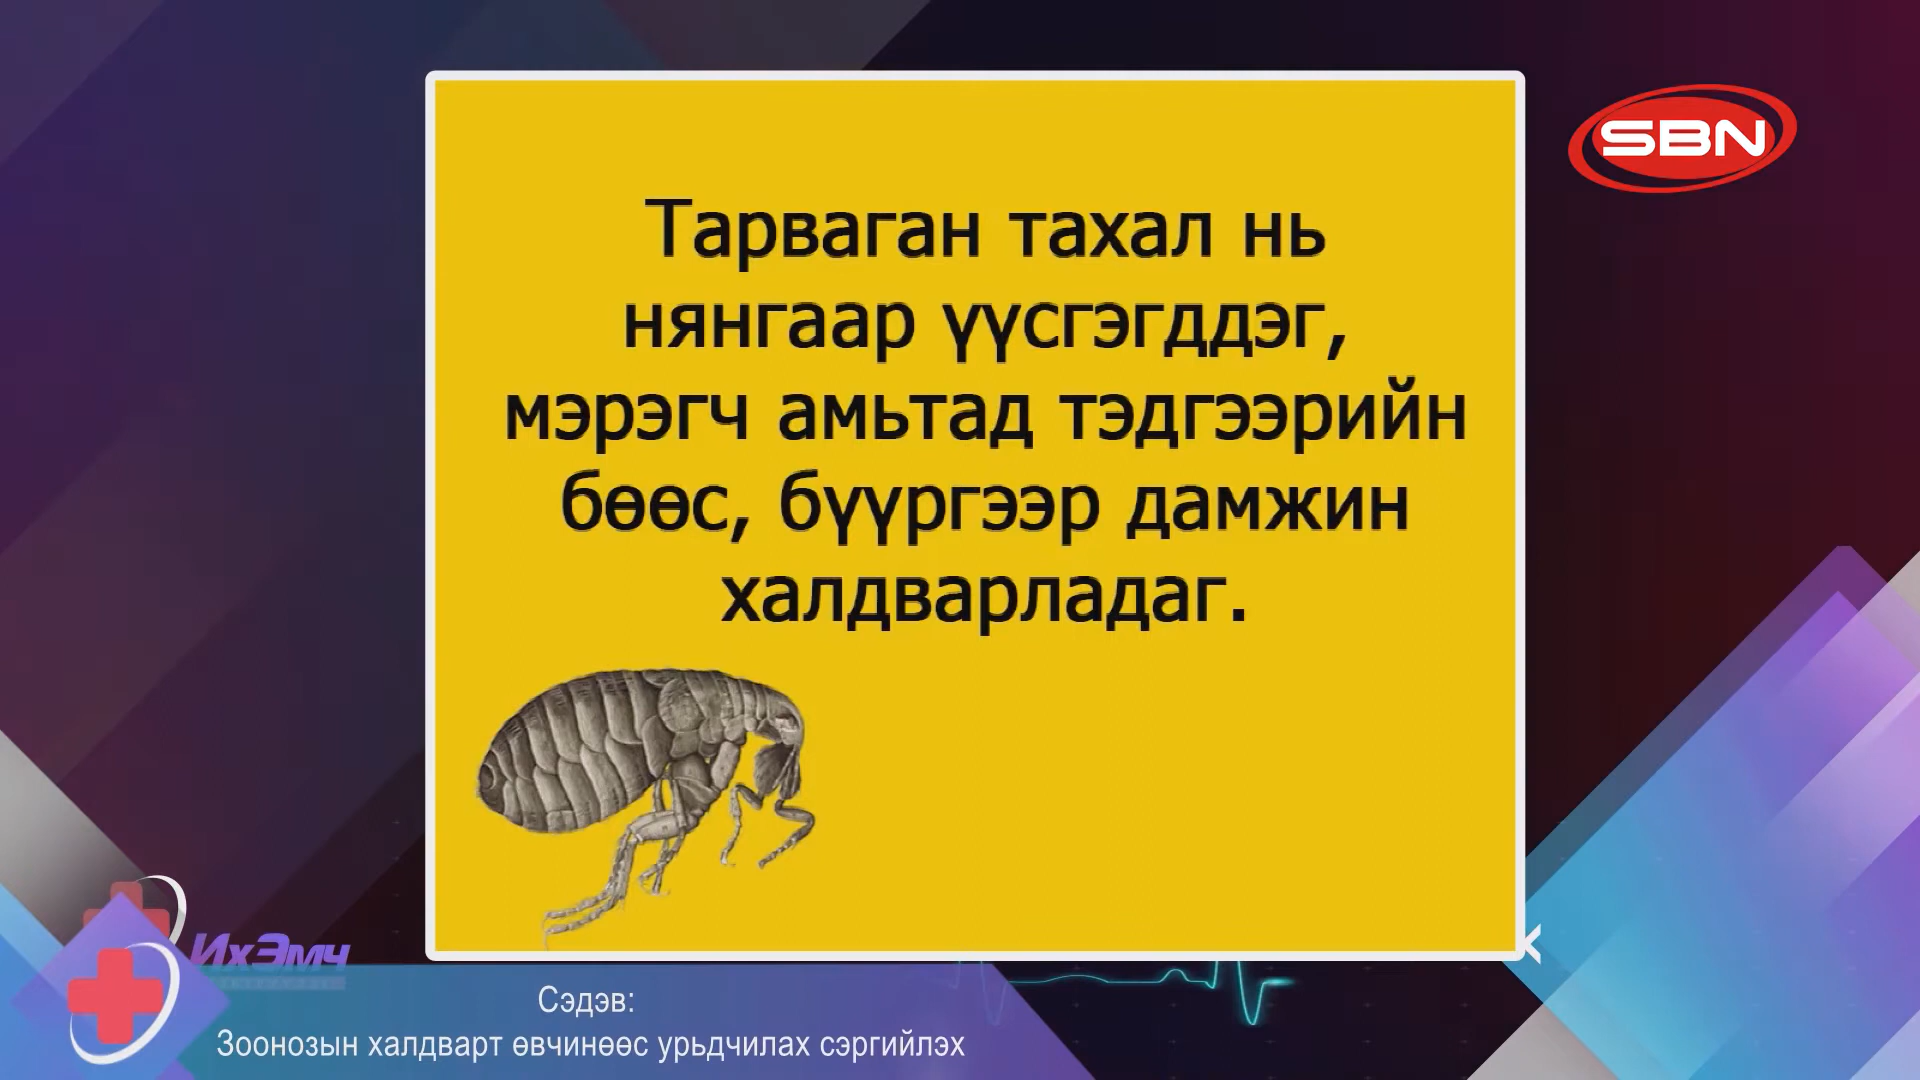 SBN
Тарваган тахал нь
нянгаар үүсгэгддэг,
мэрэгч амьтад тэдгээрийн
бөөс, бүүргээр дамжин
халдварладаг.
ИхЭмч
Сэдэв:
Зоонозын халдварт өвчинөөс урьдчилах сэргийлэх